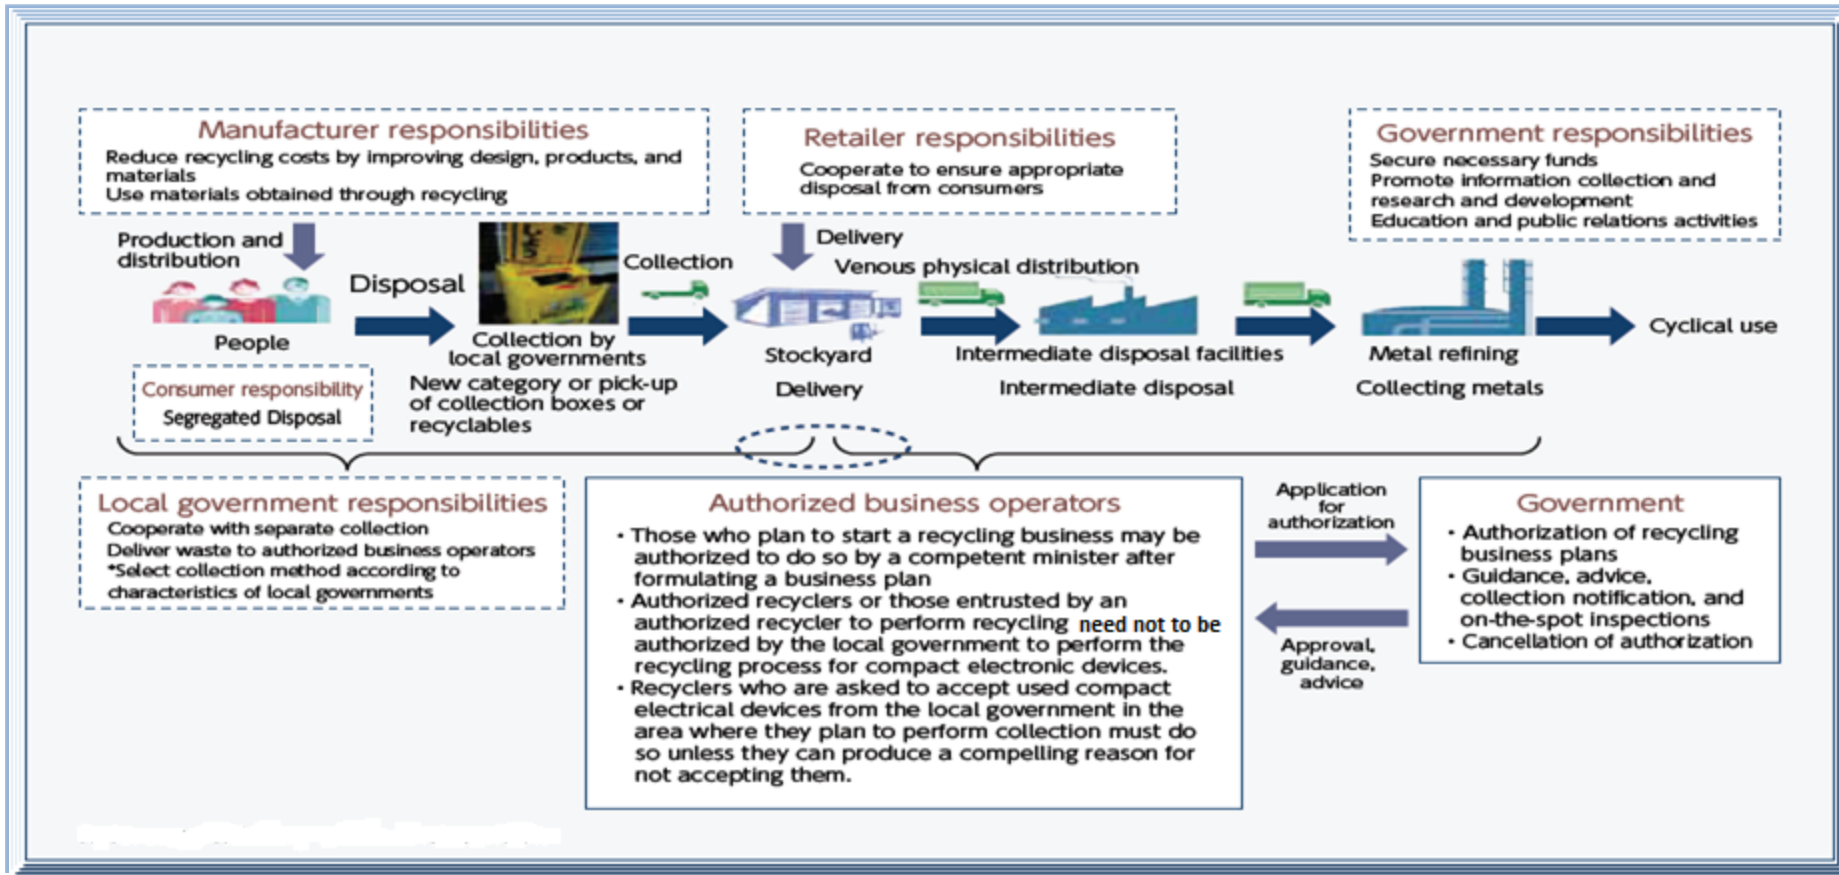 Manufacturer responsibilities
Reduce recycling costs by improving design, products, and
materials
Use materials obtained through recycling
Retailer responsibilities
Cooperate to ensure appropriate
disposal from consumers
Government responsibilities
Secure necessary funds
Promote information collection and
research and development
Education and public relations activities
Production and
distribution
Disposal
Collection
Delivery
Venous physical distribution
People
Collection by
local governments
Stockyard
Intermediate disposal facilities
Metal refining
Cyclical use
Consumer responsibility
Segregated Disposal
New category or pick-up
of collection boxes or
recyclables
Delivery
Intermediate disposal
Collecting metals
Local government responsibilities
Cooperate with separate collection
Deliver waste to authorized business operators
*Select collection method according to
characteristics of local governments
Authorized business operators
· Those who plan to start a recycling business may be
authorized to do so by a competent minister after
formulating a business plan
· Authorized recyclers or those entrusted by an
authorized recycler to perform recycling need not to be
authorized by the local government to perform the
recycling process for compact electronic devices.
· Recyclers who are asked to accept used compact
electrical devices from the local government in the
area where they plan to perform collection must do
so unless they can produce a compelling reason for
not accepting them.
Application
for
authorization
Approval,
guidance,
advice
Government
· Authorization of recycling
business plans
· Guidance, advice,
collection notification, and
on-the-spot inspections
· Cancellation of authorization